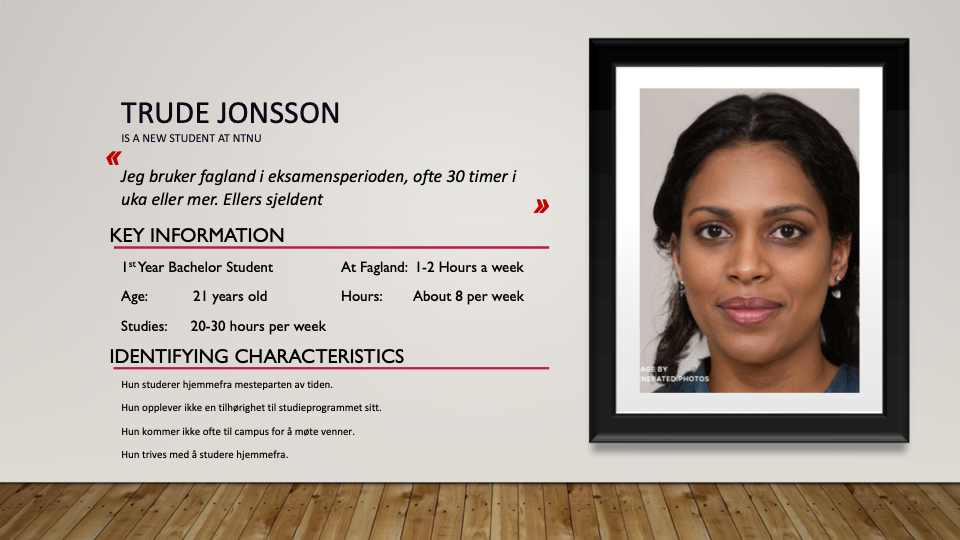 TRUDE JONSSON
IS A NEW STUDENT AT NTNU
«
Jeg bruker fagland i eksamensperioden, ofte 30 timer i
uka eller mer. Ellers sjeldent
»
KEY INFORMATION
1st Year Bachelor Student At Fagland: 1-2 Hours a week
Age: 21 years old Hours: About 8 per week
Studies: 20-30 hours per week
IDENTIFYING CHARACTERISTICS
Hun studerer hjemmefra mesteparten av tiden.
Hun opplever ikke en tilhørighet til studieprogrammet sitt.
Hun kommer ikke ofte til campus for å møte venner.
Hun trives med å studere hjemmefra.
AGE BY
NERATED PHOTOS